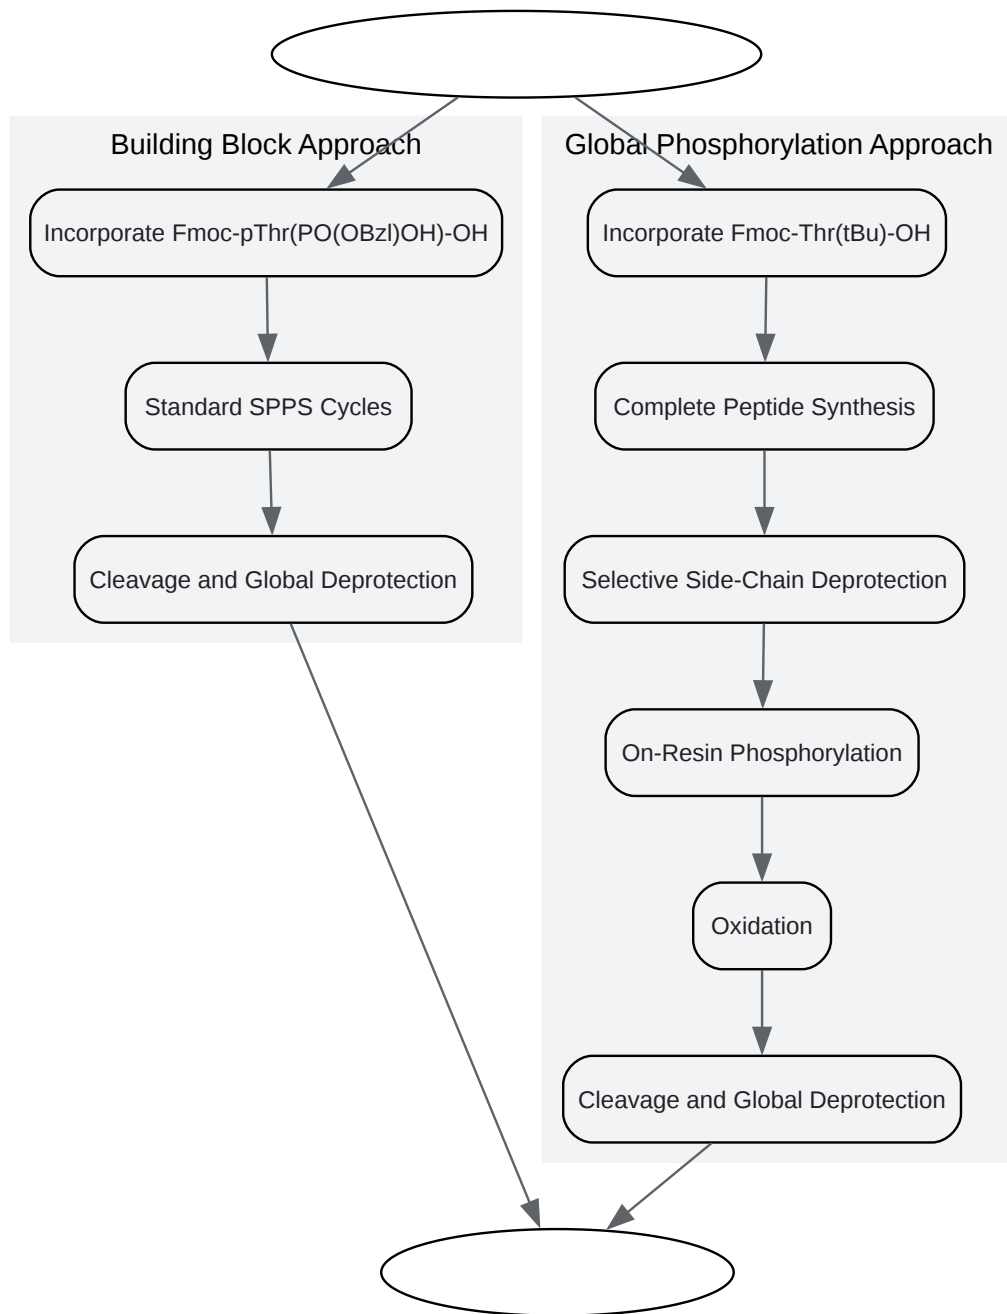 Building Block Approach
Incorporate Fmoc-pThr(PO(OBzl)OH)-OH
Standard SPPS Cycles
Cleavage and Global Deprotection
Global Phosphorylation Approach
Incorporate Fmoc-Thr(tBu)-OH
Complete Peptide Synthesis
Selective Side-Chain Deprotection
On-Resin Phosphorylation
Oxidation
Cleavage and Global Deprotection